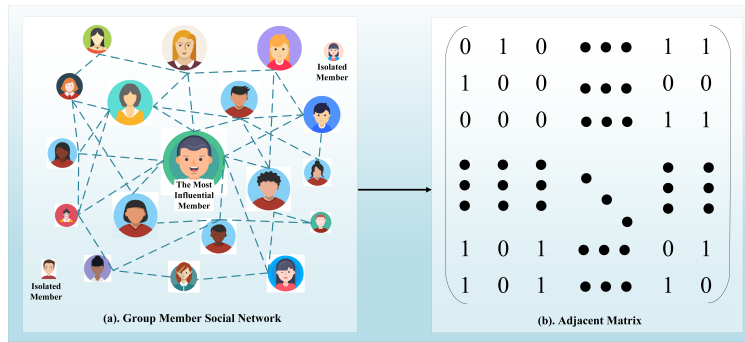 Isolated
Member
The Most
Influential
Member
Isolated
Member
(a). Group Member Social Network
0 1 0 ● ● ● 1 1
1 0 0 ● ● ● 0 0
0 0 0 ● ● ● 1 1
1 0 1 ● ● ● 0 1
1 0 1 ● ● ● 1 0
(b). Adjacent Matrix